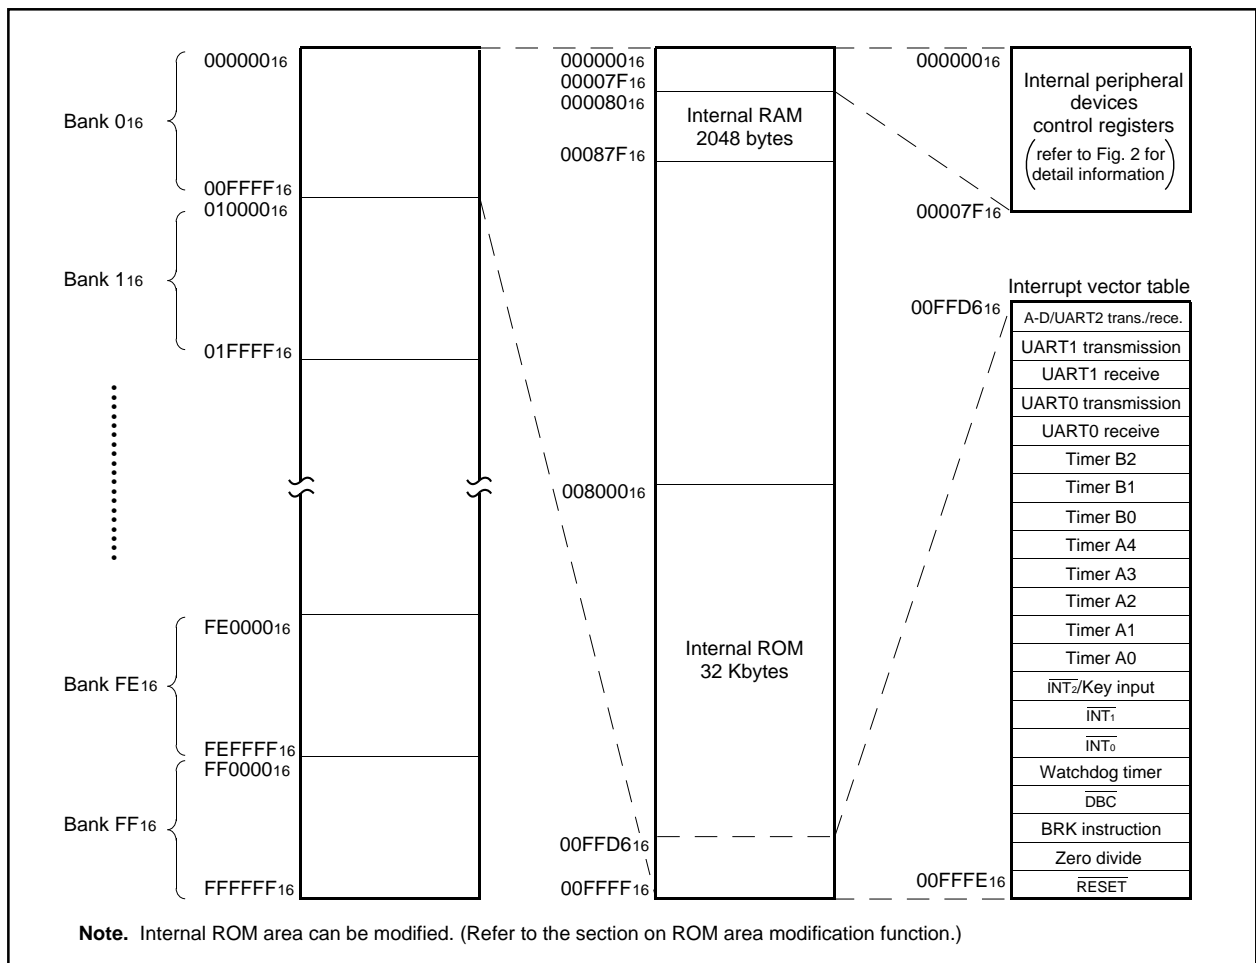 000000₁₆
Bank 0₁₆
00FFFF₁₆
010000₁₆
Bank 1₁₆
01FFFF₁₆
FE0000₁₆
Bank FE₁₆
FEFFFF₁₆
FF0000₁₆
Bank FF₁₆
FFFFFF₁₆
000000₁₆
00007F₁₆
000080₁₆
Internal RAM
2048 bytes
00087F₁₆
008000₁₆
Internal ROM
32 Kbytes
00FFD6₁₆
00FFFF₁₆
000000₁₆
Internal peripheral
devices
control registers
(refer to Fig. 2 for
detail information)
00007F₁₆
Interrupt vector table
00FFD6₁₆
A-D/UART2 trans./rece.
UART1 transmission
UART1 receive
UART0 transmission
UART0 receive
Timer B2
Timer B1
Timer B0
Timer A4
Timer A3
Timer A2
Timer A1
Timer A0
INT₂/Key input
INT₁
INT₀
Watchdog timer
DBC
BRK instruction
Zero divide
00FFFE₁₆
RESET
Note. Internal ROM area can be modified. (Refer to the section on ROM area modification function.)